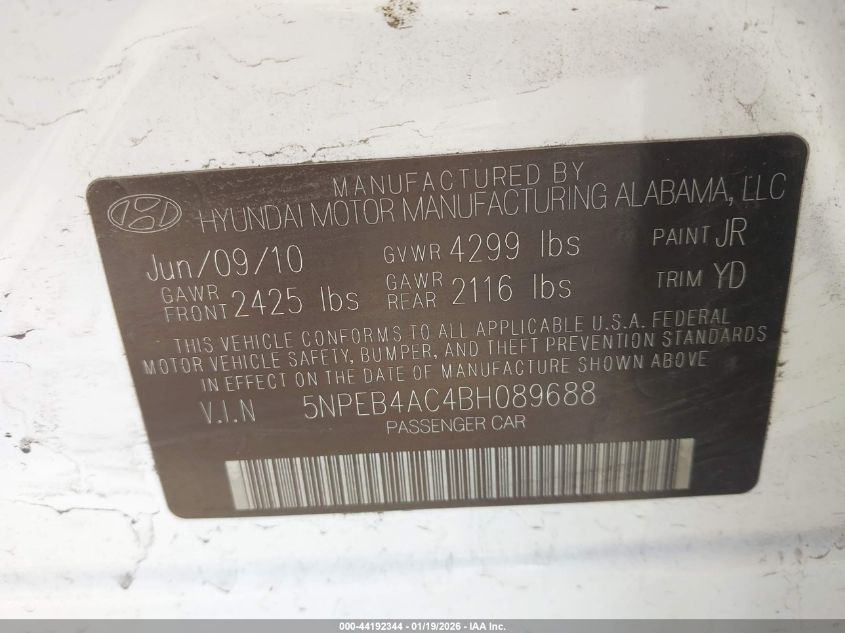 MANUFACTURED BY
HYUNDAI MOTOR MANUFACTURING ALABAMA, LLC
Jun/09/10 GVWR 4299 lbs PAINT JR
GAWR FRONT 2425 lbs GAWR REAR 2116 lbs TRIM YD
THIS VEHICLE CONFORMS TO ALL APPLICABLE U.S.A. FEDERAL
MOTOR VEHICLE SAFETY, BUMPER, AND THEFT PREVENTION STANDARDS
IN EFFECT ON THE DATE OF MANUFACTURE SHOWN ABOVE
V.I.N 5NPEB4AC4BH089688
PASSENGER CAR
000-44192344 - 01/19/2026 - IAA Inc.